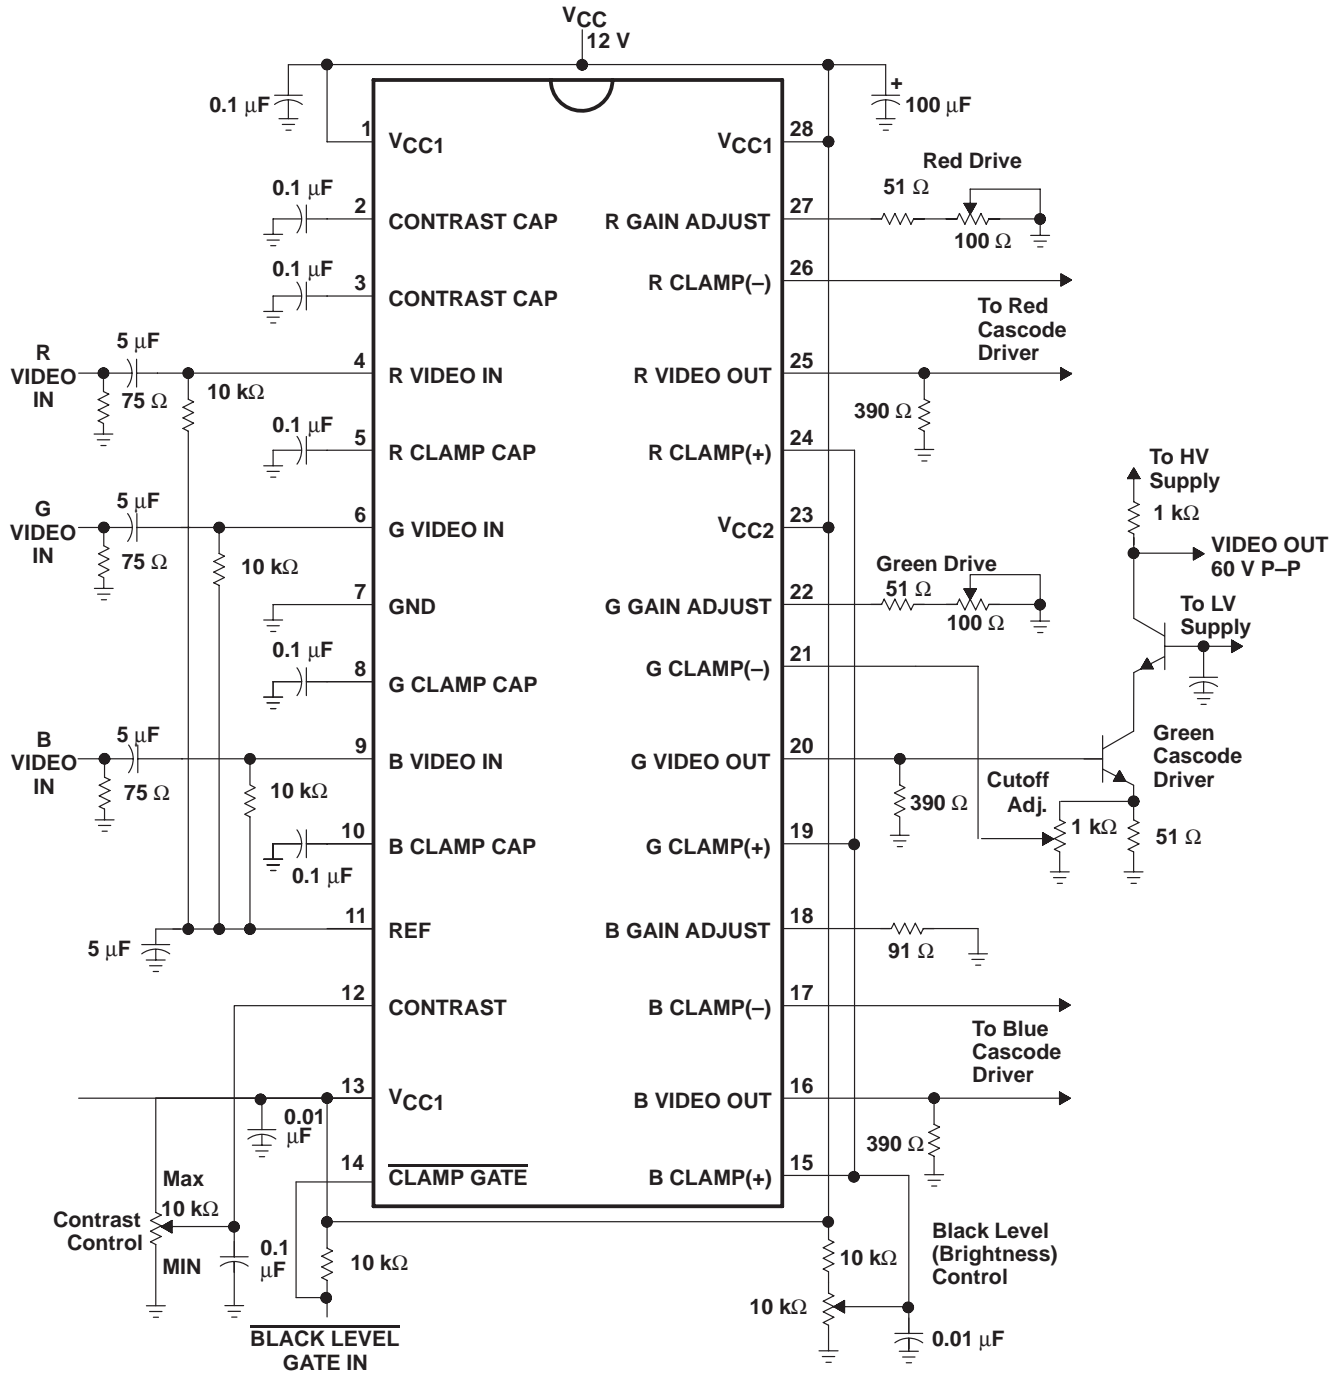 VCC
12 V
0.1 μF
+
100 μF
1
VCC1
VCC1
28
Red Drive
51 Ω
0.1 μF
2
CONTRAST CAP
R GAIN ADJUST
27
100 Ω
0.1 μF
3
CONTRAST CAP
R CLAMP(–)
26
To Red
Cascode
Driver
R
VIDEO
IN
5 μF
75 Ω
10 kΩ
4
R VIDEO IN
R VIDEO OUT
25
390 Ω
0.1 μF
5
R CLAMP CAP
R CLAMP(+)
24
To HV
Supply
1 kΩ
G
VIDEO
IN
5 μF
75 Ω
10 kΩ
6
G VIDEO IN
VCC2
23
VIDEO OUT
60 V P–P
Green Drive
51 Ω
7
GND
G GAIN ADJUST
22
100 Ω
To LV
Supply
0.1 μF
8
G CLAMP CAP
G CLAMP(–)
21
B
VIDEO
IN
5 μF
75 Ω
10 kΩ
9
B VIDEO IN
G VIDEO OUT
20
Green
Cascode
Driver
390 Ω
Cutoff
Adj.
1 kΩ
51 Ω
10
B CLAMP CAP
0.1 μF
G CLAMP(+)
19
5 μF
11
REF
B GAIN ADJUST
18
91 Ω
12
CONTRAST
B CLAMP(–)
17
To Blue
Cascode
Driver
13
VCC1
0.01
μF
B VIDEO OUT
16
390 Ω
14
CLAMP GATE
B CLAMP(+)
15
Max
10 kΩ
Contrast
Control
MIN
0.1
μF
10 kΩ
BLACK LEVEL
GATE IN
10 kΩ
10 kΩ
Black Level
(Brightness)
Control
0.01 μF